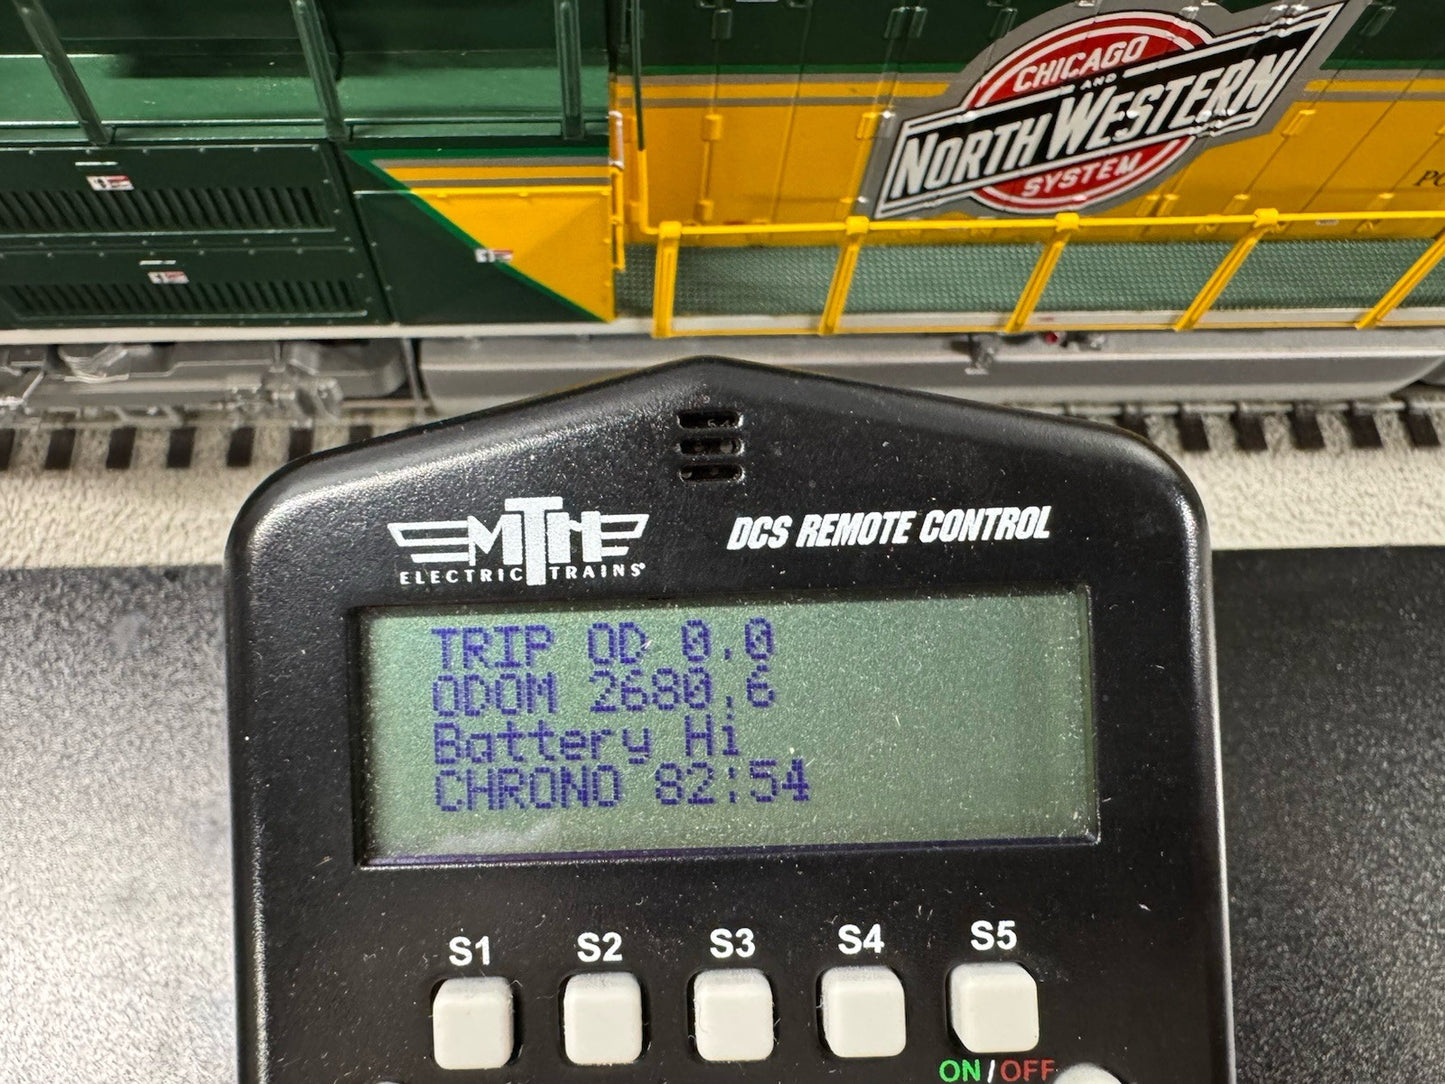 CHICAGO
AND
NORTH WESTERN
SYSTEM
PO
MTH
ELECTRIC TRAINS
DCS REMOTE CONTROL
TRIP OD 0.0
ODOM 2680.6
Battery Hi
CHRONO 82:54
S1 S2 S3 S4 S5
ON/OFF